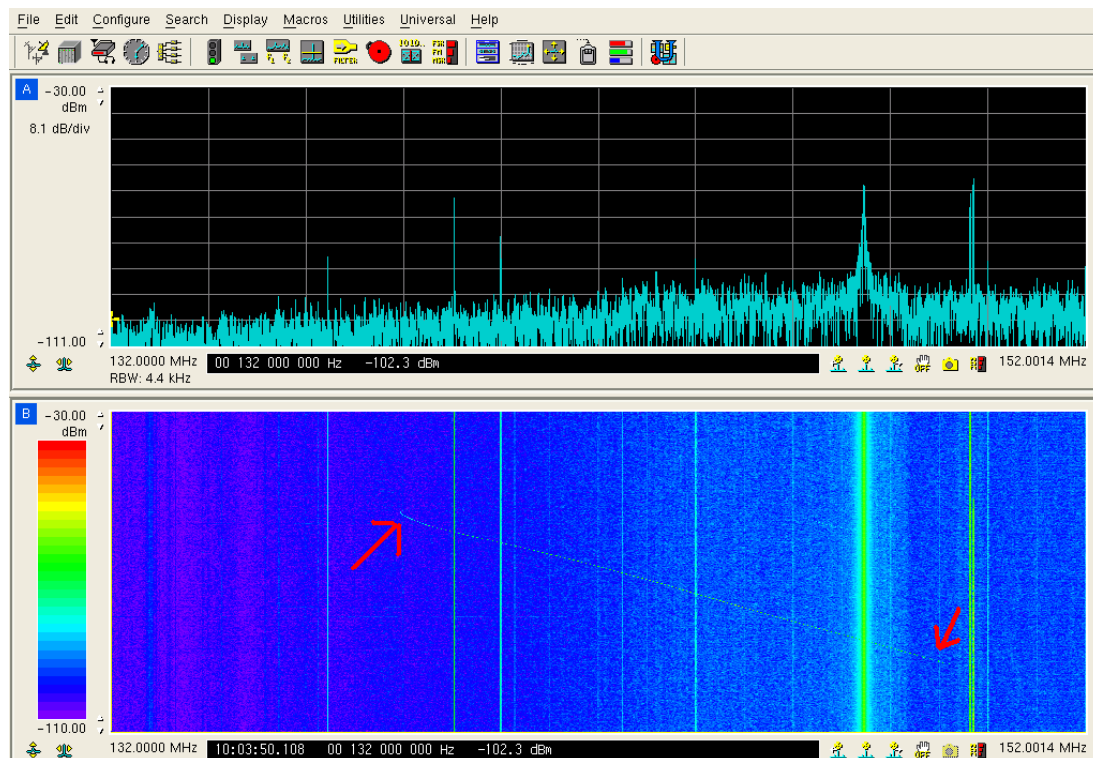 File Edit Configure Search Display Macros Utilities Universal Help
A -30.00
dBm
8.1 dB/div
-111.00
132.0000 MHz 00 132 000 000 Hz -102.3 dBm 152.0014 MHz
RBW: 4.4 kHz
B -30.00
dBm
-110.00
132.0000 MHz 10:03:50.108 00 132 000 000 Hz -102.3 dBm 152.0014 MHz